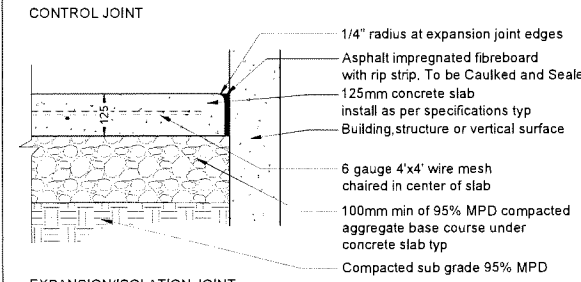 CONTROL JOINT
1/4" radius at expansion joint edges
Asphalt impregnated fibreboard
with rip strip. To be Caulked and Seale
125mm concrete slab
install as per specifications typ
Building,structure or vertical surface
125
6 gauge 4'x4' wire mesh
chaired in center of slab
100mm min of 95% MPD compacted
aggregate base course under
concrete slab typ
Compacted sub grade 95% MPD
EXPANSION/ISOLATION JOINT